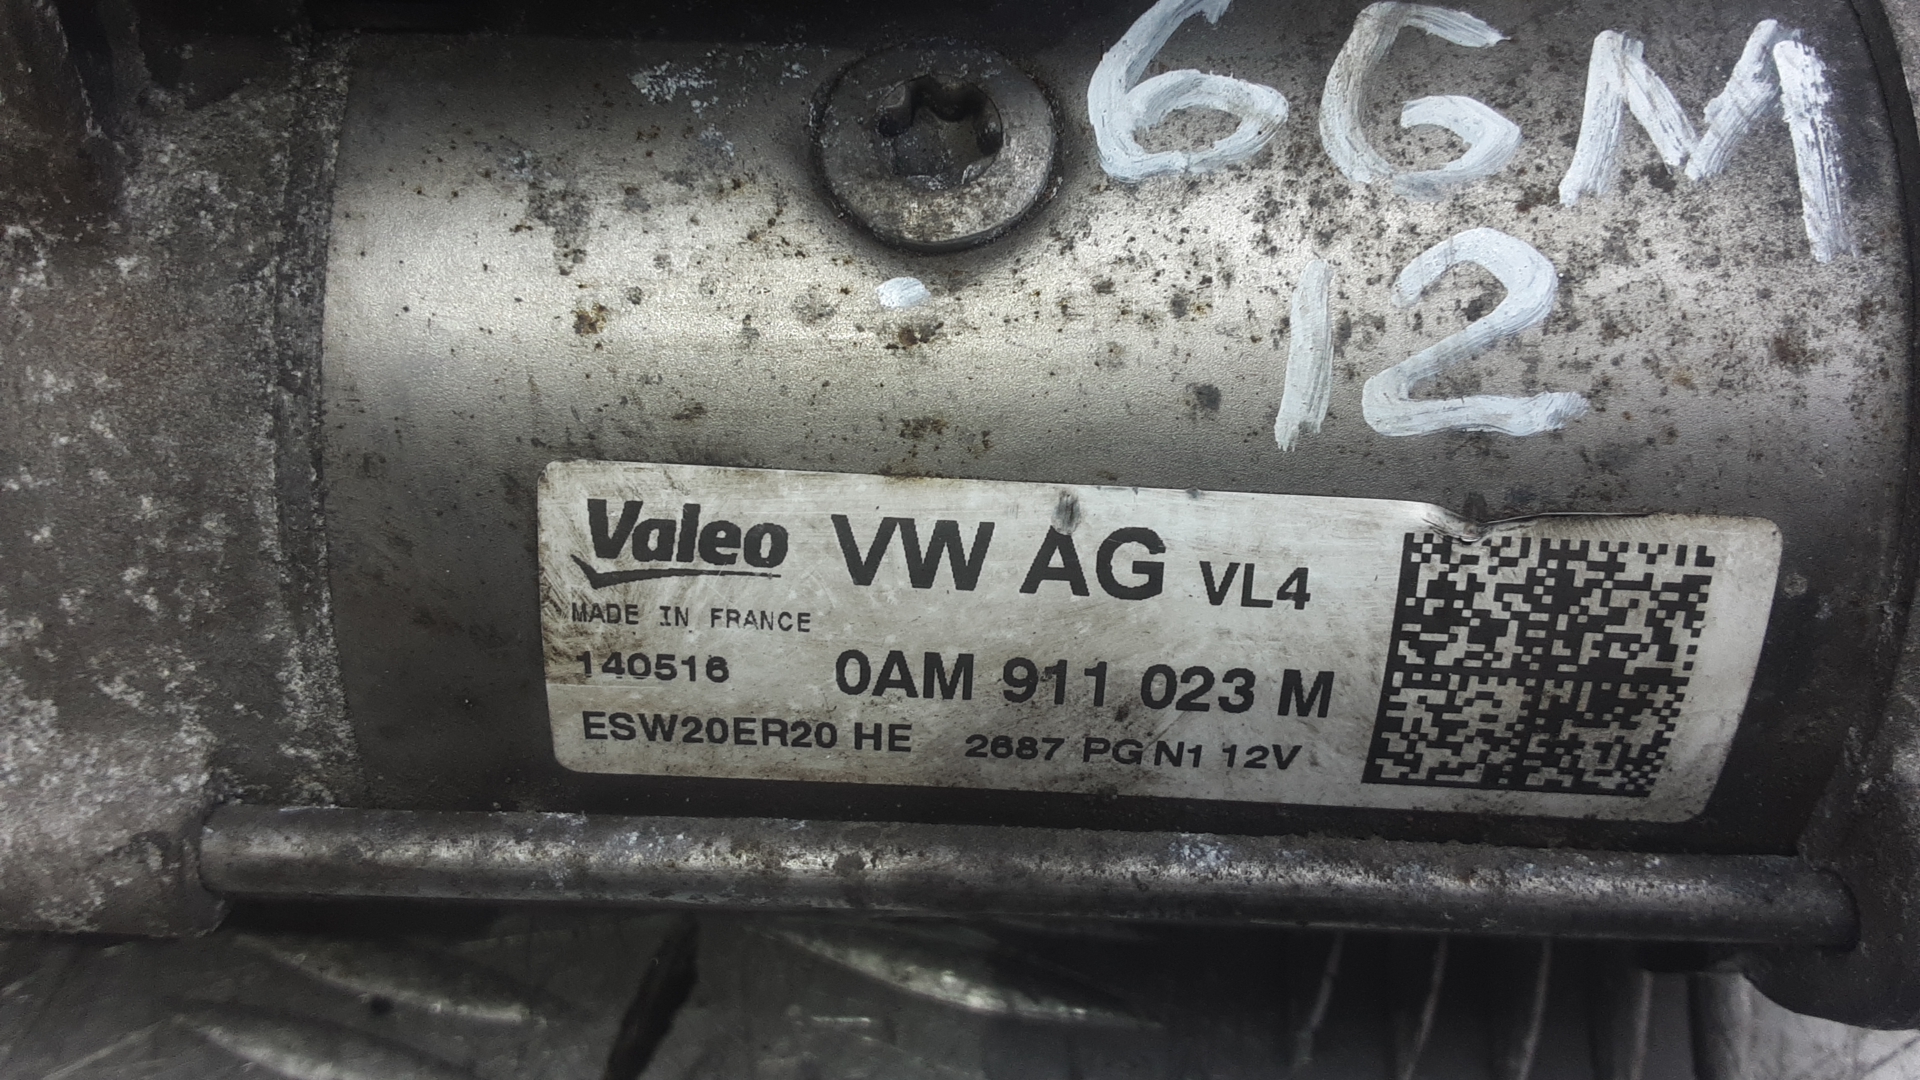 6GM
12
Valeo VW AG VL4
MADE IN FRANCE
140516 0AM 911 023 M
ESW20ER20 HE 2687 PG N1 12V